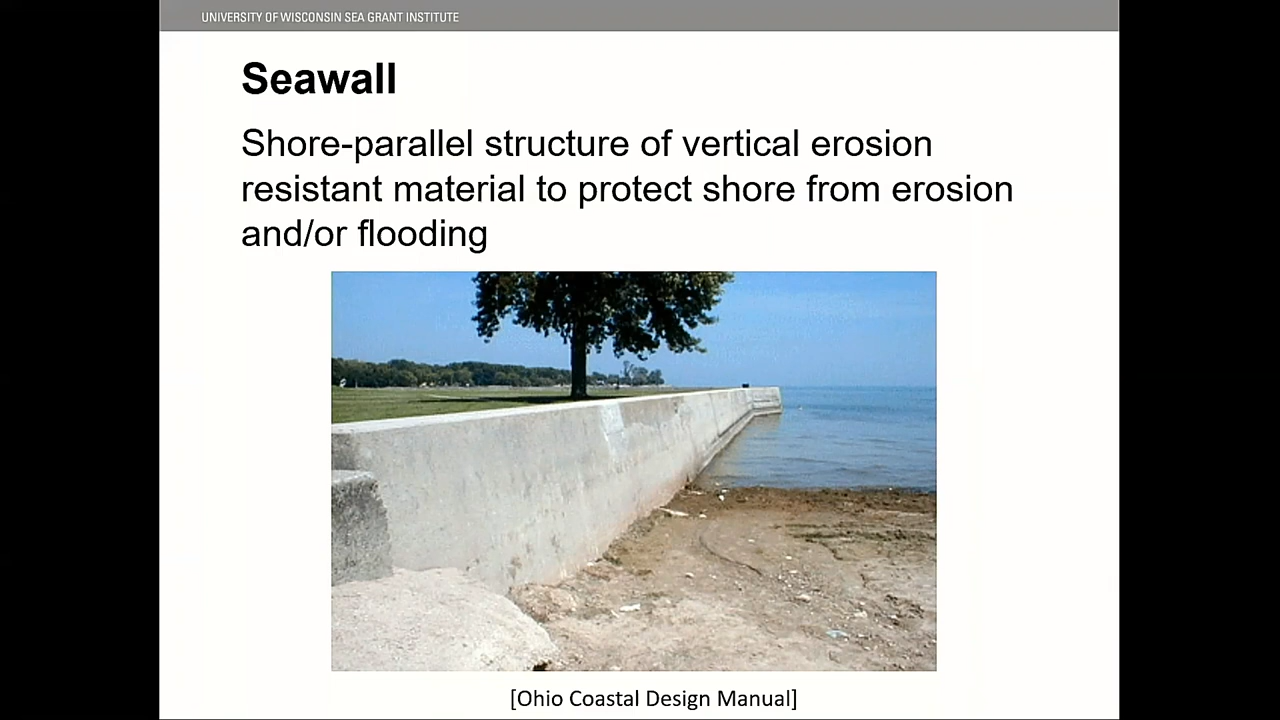 UNIVERSITY OF WISCONSIN SEA GRANT INSTITUTE
Seawall
Shore-parallel structure of vertical erosion
resistant material to protect shore from erosion
and/or flooding
[Ohio Coastal Design Manual]